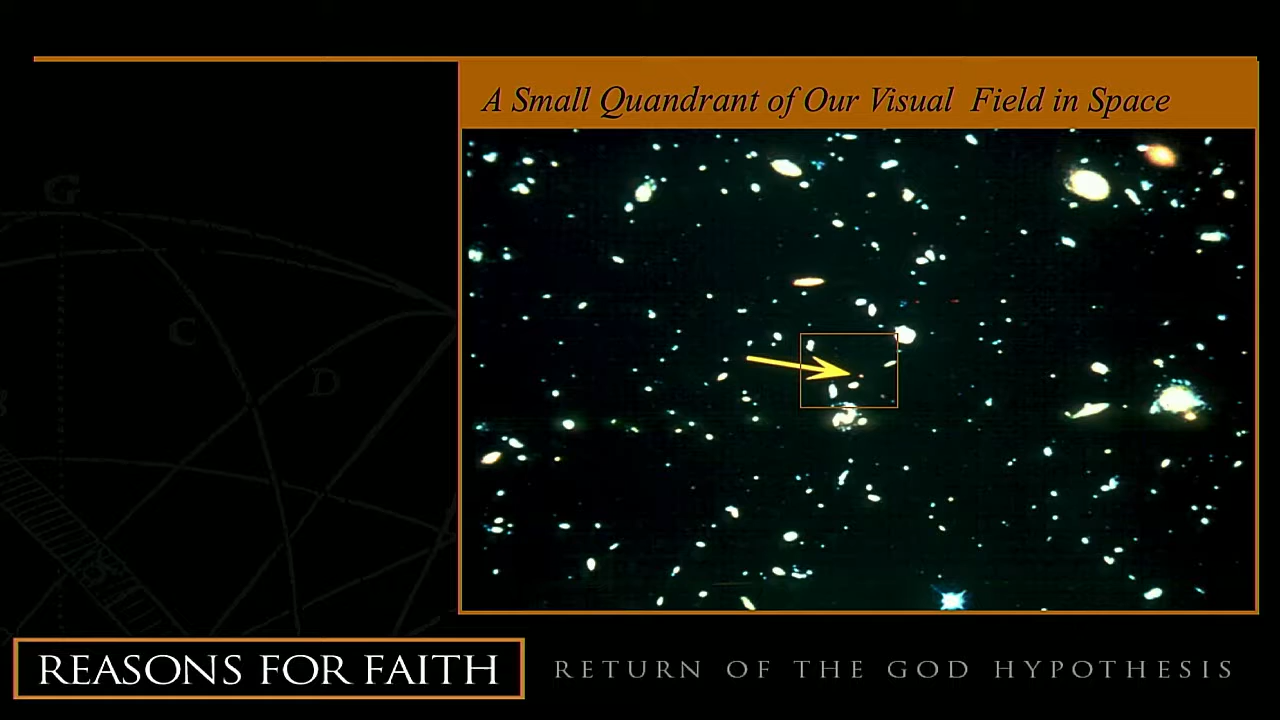 A Small Quandrant of Our Visual Field in Space
G
C
D
REASONS FOR FAITH
RETURN OF THE GOD HYPOTHESIS